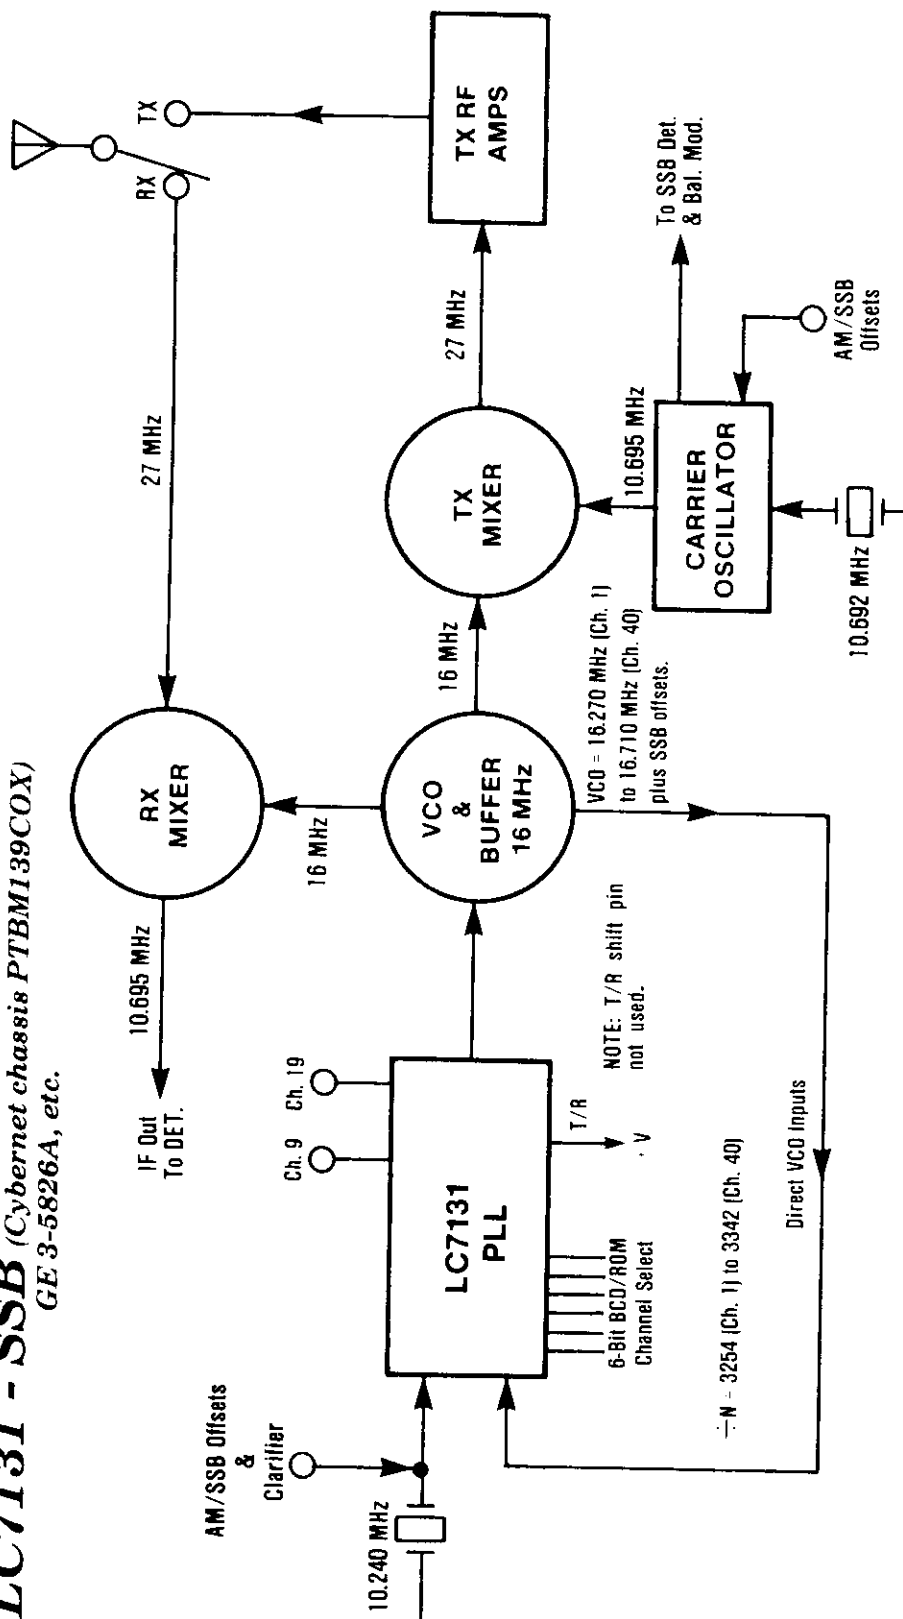 LC7131 - SSB (Cybernet chassis PTBM139COX)
GE 3-5826A, etc.
TX
RX
TX RF
AMPS
27 MHz
27 MHz
To SSB Det.
& Bal. Mod.
AM/SSB
Offsets
RX
MIXER
10.695 MHz
IF Out
To DET.
16 MHz
VCO
&
BUFFER
16 MHz
16 MHz
TX
MIXER
10.695 MHz
CARRIER
OSCILLATOR
10.692 MHz
VCO = 16.270 MHz (Ch. 1)
to 16.710 MHz (Ch. 40)
plus SSB offsets.
Ch. 9
Ch. 19
LC7131
PLL
T/R
V
NOTE: T/R shift pin
not used.
6-Bit BCD/ROM
Channel Select
AM/SSB Offsets
&
Clarifier
10.240 MHz
÷N = 3254 (Ch. 1) to 3342 (Ch. 40)
Direct VCO Inputs